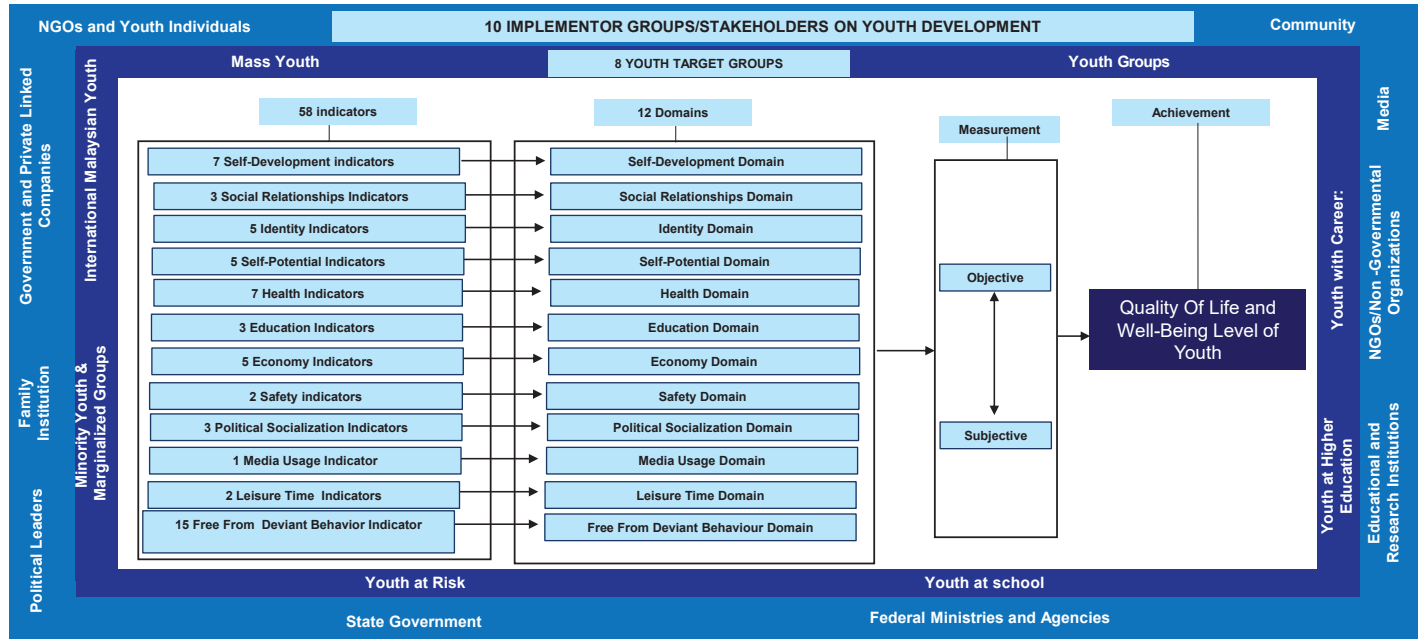 NGOs and Youth Individuals
10 IMPLEMENTOR GROUPS/STAKEHOLDERS ON YOUTH DEVELOPMENT
Community
Mass Youth
8 YOUTH TARGET GROUPS
Youth Groups
Government and Private Linked
Companies
Family
Institution
Political Leaders
International Malaysian Youth
Minority Youth &
Marginalized Groups
58 indicators
12 Domains
Measurement
Achievement
7 Self-Development indicators
Self-Development Domain
3 Social Relationships Indicators
Social Relationships Domain
5 Identity Indicators
Identity Domain
5 Self-Potential Indicators
Self-Potential Domain
7 Health Indicators
Health Domain
3 Education Indicators
Education Domain
5 Economy Indicators
Economy Domain
2 Safety indicators
Safety Domain
3 Political Socialization Indicators
Political Socialization Domain
1 Media Usage Indicator
Media Usage Domain
2 Leisure Time Indicators
Leisure Time Domain
15 Free From Deviant Behavior Indicator
Free From Deviant Behaviour Domain
Objective
Subjective
Quality Of Life and
Well-Being Level of
Youth
Youth with Career:
Youth at Higher
Education
Media
NGOs/Non -Governmental
Organizations
Educational and
Research Institutions
Youth at Risk
Youth at school
State Government
Federal Ministries and Agencies